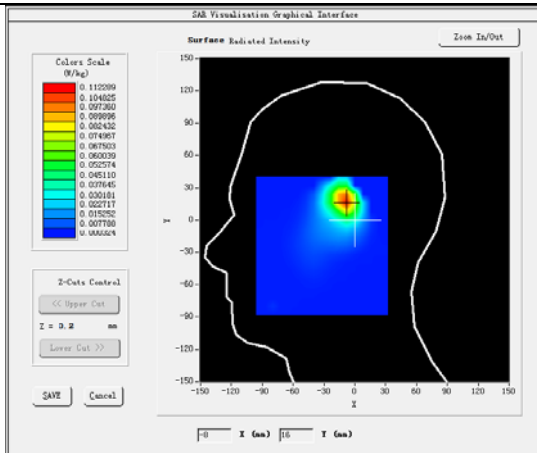 SAR Visualisation Graphical Interface
Surface Radiated Intensity
Zoom In/Out
Colors Scale
(W/kg)
0.112289
0.104825
0.097360
0.089896
0.082432
0.074967
0.067503
0.060039
0.052574
0.045110
0.037645
0.030181
0.022717
0.015252
0.007788
0.000324
150
120
90
60
30
0
-30
-60
-90
-120
-150
Y
-150 -120 -90 -60 -30 0 30 60 90 120 150
X
Z-Cuts Control
<< Upper Cut
Z = 0.2 mm
Lower Cut >>
SAVE Cancel
-8 X (mm) 16 Y (mm)